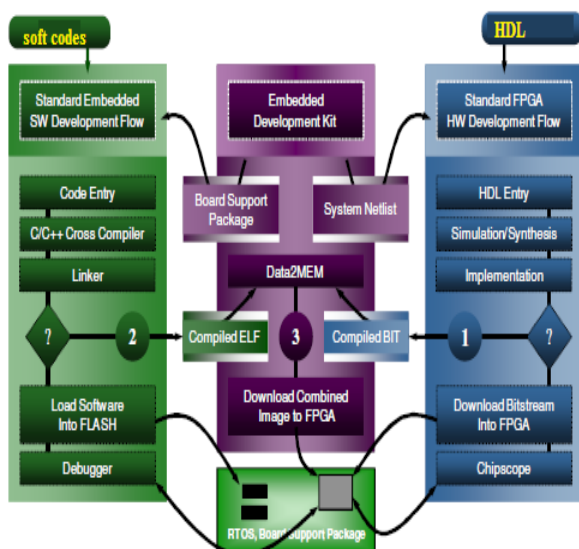 soft codes
HDL
Standard Embedded
SW Development Flow
Embedded
Development Kit
Standard FPGA
HW Development Flow
Code Entry
C/C++ Cross Compiler
Linker
?
2
Load Software
Into FLASH
Debugger
Board Support
Package
System Netlist
Data2MEM
Compiled ELF
3
Compiled BIT
Download Combined
Image to FPGA
RTOS, Board Support Package
HDL Entry
Simulation/Synthesis
Implementation
1
?
Download Bitstream
Into FPGA
Chipscope